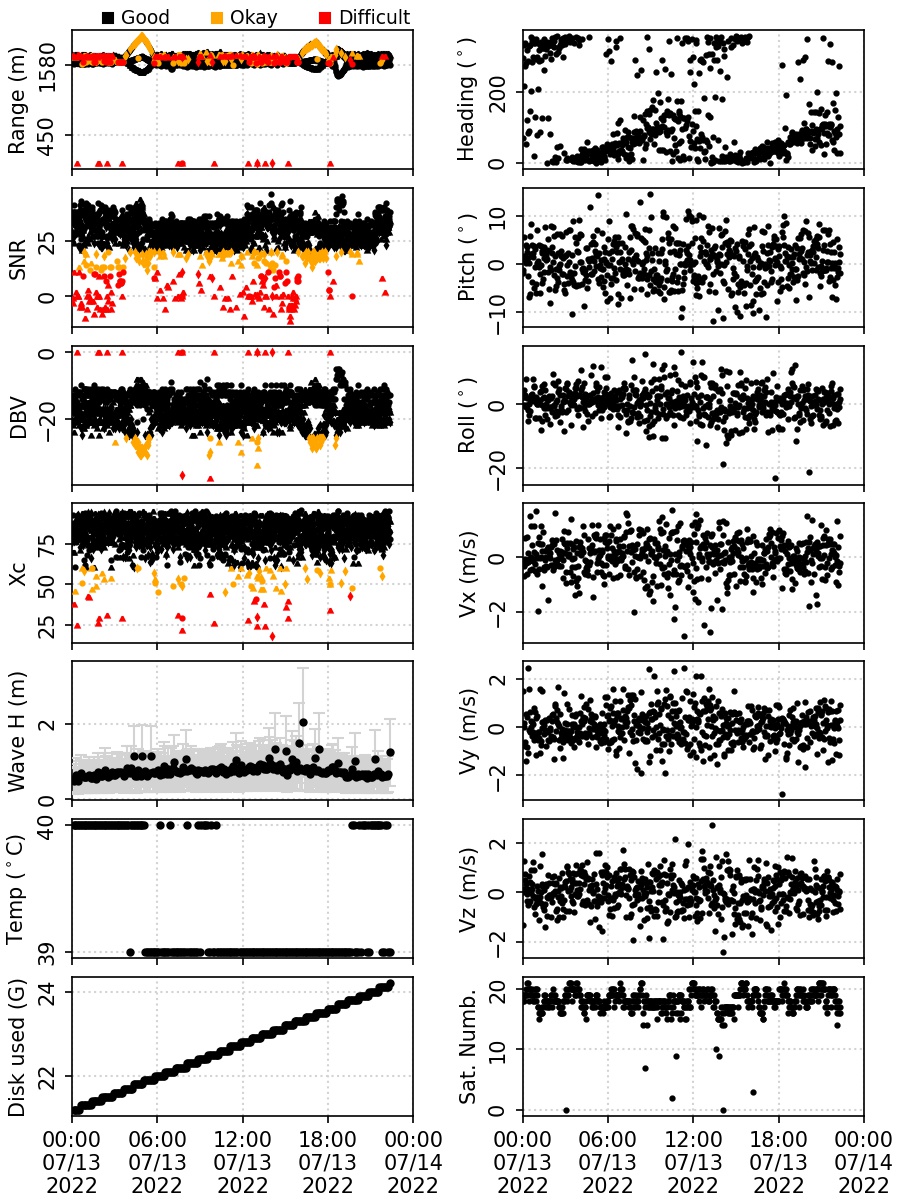 Good Okay Difficult
Range (m)
1580
450
SNR
25
0
DBV
0
−20
Xc
75
50
25
Wave H (m)
2
0
Temp (°C)
40
39
Disk used (G)
24
22
00:00 06:00 12:00 18:00 00:00
07/13 07/13 07/13 07/13 07/14
2022 2022 2022 2022 2022
Heading (°)
200
0
Pitch (°)
10
0
−10
Roll (°)
0
−20
Vx (m/s)
0
−2
Vy (m/s)
2
0
−2
Vz (m/s)
2
0
−2
Sat. Numb.
20
10
0
00:00 06:00 12:00 18:00 00:00
07/13 07/13 07/13 07/13 07/14
2022 2022 2022 2022 2022